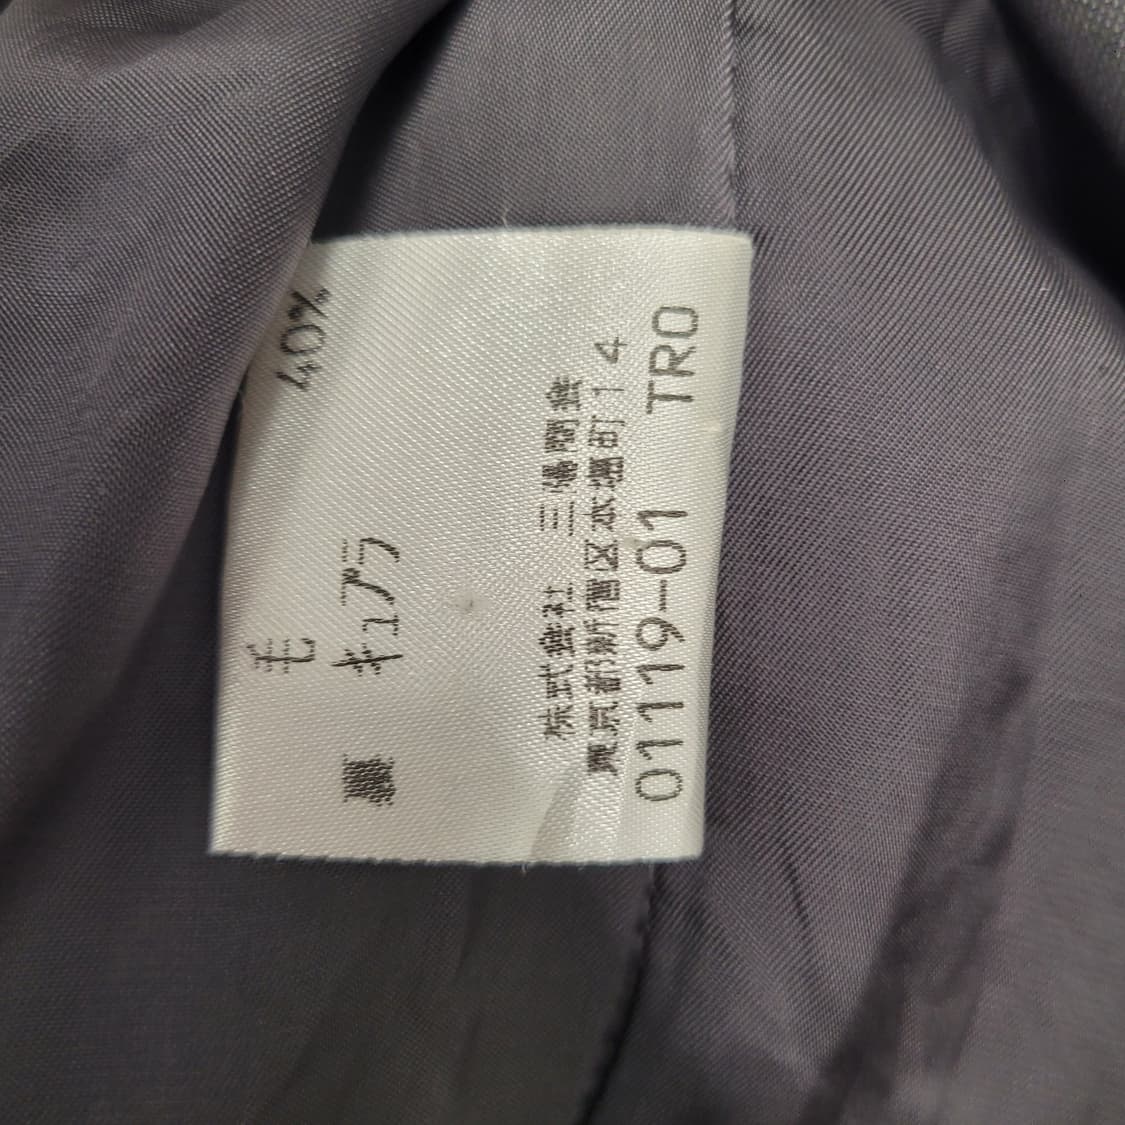 毛 40%
裏 キュプラ
株式会社 三陽商会
東京都新宿区本塩町14
01119-01 TRO